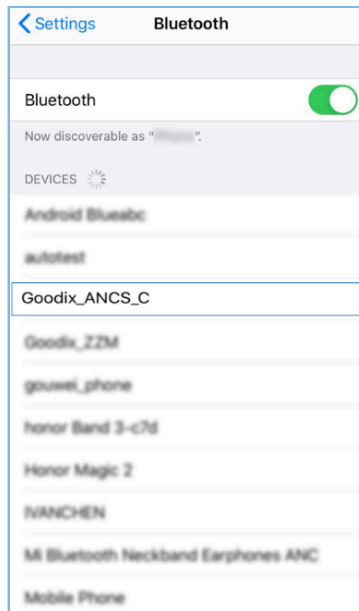 Settings
Bluetooth
Bluetooth
Now discoverable as "iPhone".
DEVICES
Android Blueabc
autotest
Goodix_ANCS_C
Goodix_ZZM
gouwei_phone
honor Band 3-c7d
Honor Magic 2
IVANCHEN
Mi Bluetooth Neckband Earphones ANC
Mobile Phone